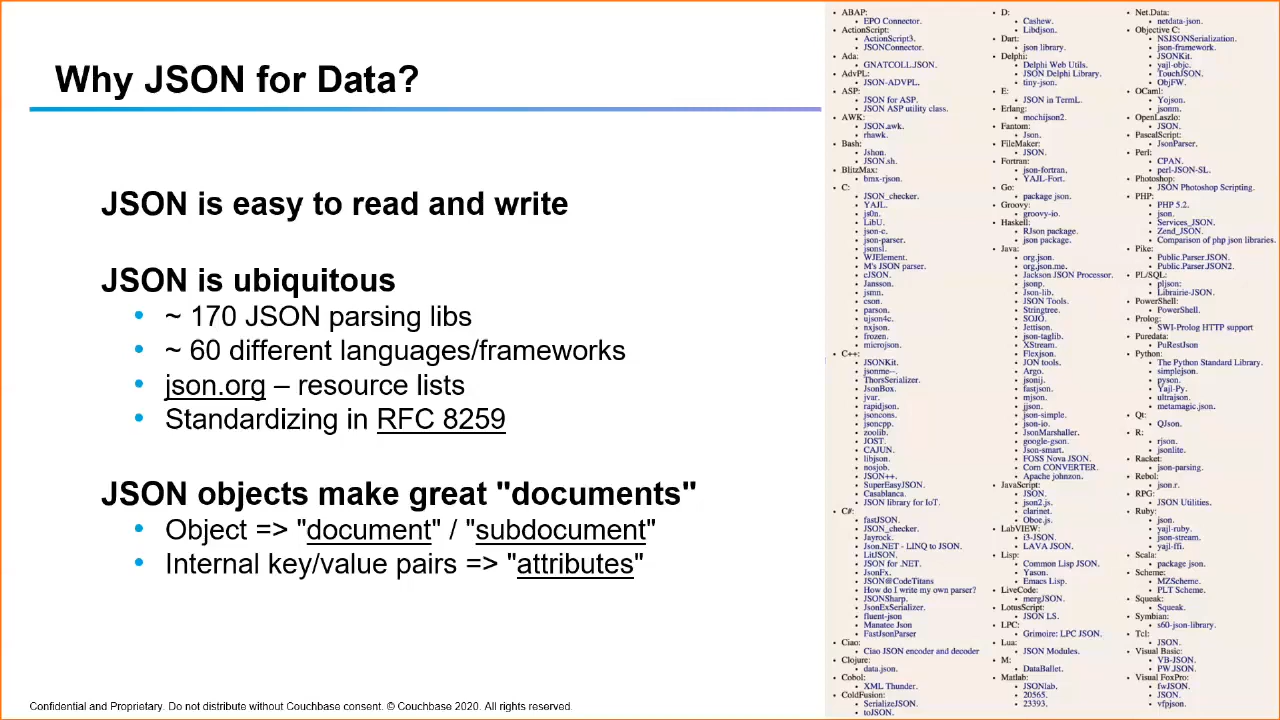 Why JSON for Data?
JSON is easy to read and write
JSON is ubiquitous
• ~ 170 JSON parsing libs
• ~ 60 different languages/frameworks
• json.org – resource lists
• Standardizing in RFC 8259
JSON objects make great "documents"
• Object => "document" / "subdocument"
• Internal key/value pairs => "attributes"
Confidential and Proprietary. Do not distribute without Couchbase consent. © Couchbase 2020. All rights reserved.
• ABAP:
• EPO Connector.
• ActionScript:
• ActionScript3.
• JSONConnector.
• Ada:
• GNATCOLL.JSON.
• AdvPL:
• JSON-ADVPL.
• ASP:
• JSON for ASP.
• JSON ASP utility class.
• AWK:
• JSON.awk.
• rhawk.
• Bash:
• Jshon.
• JSON.sh.
• BlitzMax:
• bmx-rjson.
• C:
• JSON_checker.
• YAJL.
• js0n.
• LibU.
• json-c.
• json-parser.
• jsonsl.
• WJElement.
• M's JSON parser.
• cJSON.
• Jansson.
• jsmn.
• cson.
• parson.
• ujson4c.
• nxjson.
• frozen.
• microjson.
• C++:
• JSONKit.
• jsonme--.
• ThorsSerializer.
• JsonBox.
• jvar.
• rapidjson.
• jsoncons.
• jsoncpp.
• zoolib.
• JOST.
• CAJUN.
• libjson.
• nosjob.
• JSON++.
• SuperEasyJSON.
• Casablanca.
• JSON library for IoT.
• C#:
• fastJSON.
• JSON_checker.
• Jayrock.
• Json.NET - LINQ to JSON.
• LitJSON.
• JSON for .NET.
• JsonFx.
• JSON@CodeTitans
• How do I write my own parser?
• JSONSharp.
• JsonExSerializer.
• fluent-json
• Manatee Json
• FastJsonParser
• Ciao:
• Ciao JSON encoder and decoder
• Clojure:
• data.json.
• Cobol:
• XML Thunder.
• ColdFusion:
• SerializeJSON.
• toJSON.
• D:
• Cashew.
• Libdjson.
• Dart:
• json library.
• Delphi:
• Delphi Web Utils.
• JSON Delphi Library.
• tiny-json.
• E:
• JSON in TermL.
• Erlang:
• mochijson2.
• Fantom:
• Json.
• FileMaker:
• JSON.
• Fortran:
• json-fortran.
• YAJL-Fort.
• Go:
• package json.
• Groovy:
• groovy-io.
• Haskell:
• RJson package.
• json package.
• Java:
• org.json.
• org.json.me.
• Jackson JSON Processor.
• jsonp.
• Json-lib.
• JSON Tools.
• Stringtree.
• SOJO.
• Jettison.
• json-taglib.
• XStream.
• Flexjson.
• JON tools.
• Argo.
• jsonij.
• fastjson.
• mjson.
• jjson.
• json-simple.
• json-io.
• JsonMarshaller.
• google-gson.
• Json-smart.
• FOSS Nova JSON.
• Corn CONVERTER.
• Apache johnzon.
• JavaScript:
• JSON.
• json2.js.
• clarinet.
• Oboe.js.
• LabVIEW:
• i3-JSON.
• LAVA JSON.
• Lisp:
• Common Lisp JSON.
• Yason.
• Emacs Lisp.
• LiveCode:
• mergJSON.
• LotusScript:
• JSON LS.
• LPC:
• Grimoire: LPC JSON.
• Lua:
• JSON Modules.
• M:
• DataBallet.
• Matlab:
• JSONlab.
• 20565.
• 23393.
• Net.Data:
• netdata-json.
• Objective C:
• NSJSONSerialization.
• json-framework.
• JSONKit.
• yajl-objc.
• TouchJSON.
• ObjFW.
• OCaml:
• Yojson.
• jsonm.
• OpenLaszlo:
• JSON.
• PascalScript:
• JsonParser.
• Perl:
• CPAN.
• perl-JSON-SL.
• Photoshop:
• JSON Photoshop Scripting.
• PHP:
• PHP 5.2.
• json.
• Services_JSON.
• Zend_JSON.
• Comparison of php json libraries.
• Pike:
• Public.Parser.JSON.
• Public.Parser.JSON2.
• PL/SQL:
• pljson.
• Librairie-JSON.
• PowerShell:
• PowerShell.
• Prolog:
• SWI-Prolog HTTP support
• Puredata:
• PuRestJson
• Python:
• The Python Standard Library.
• simplejson.
• pyson.
• Yajl-Py.
• ultrajson.
• metamagic.json.
• Qt:
• QJson.
• R:
• rjson.
• jsonlite.
• Racket:
• json-parsing.
• Rebol:
• json.r.
• RPG:
• JSON Utilities.
• Ruby:
• json.
• yajl-ruby.
• json-stream.
• yajl-ffi.
• Scala:
• package json.
• Scheme:
• MZScheme.
• PLT Scheme.
• Squeak:
• Squeak.
• Symbian:
• s60-json-library.
• Tcl:
• JSON.
• Visual Basic:
• VB-JSON.
• PW.JSON.
• Visual FoxPro:
• fwJSON.
• JSON.
• vfpjson.